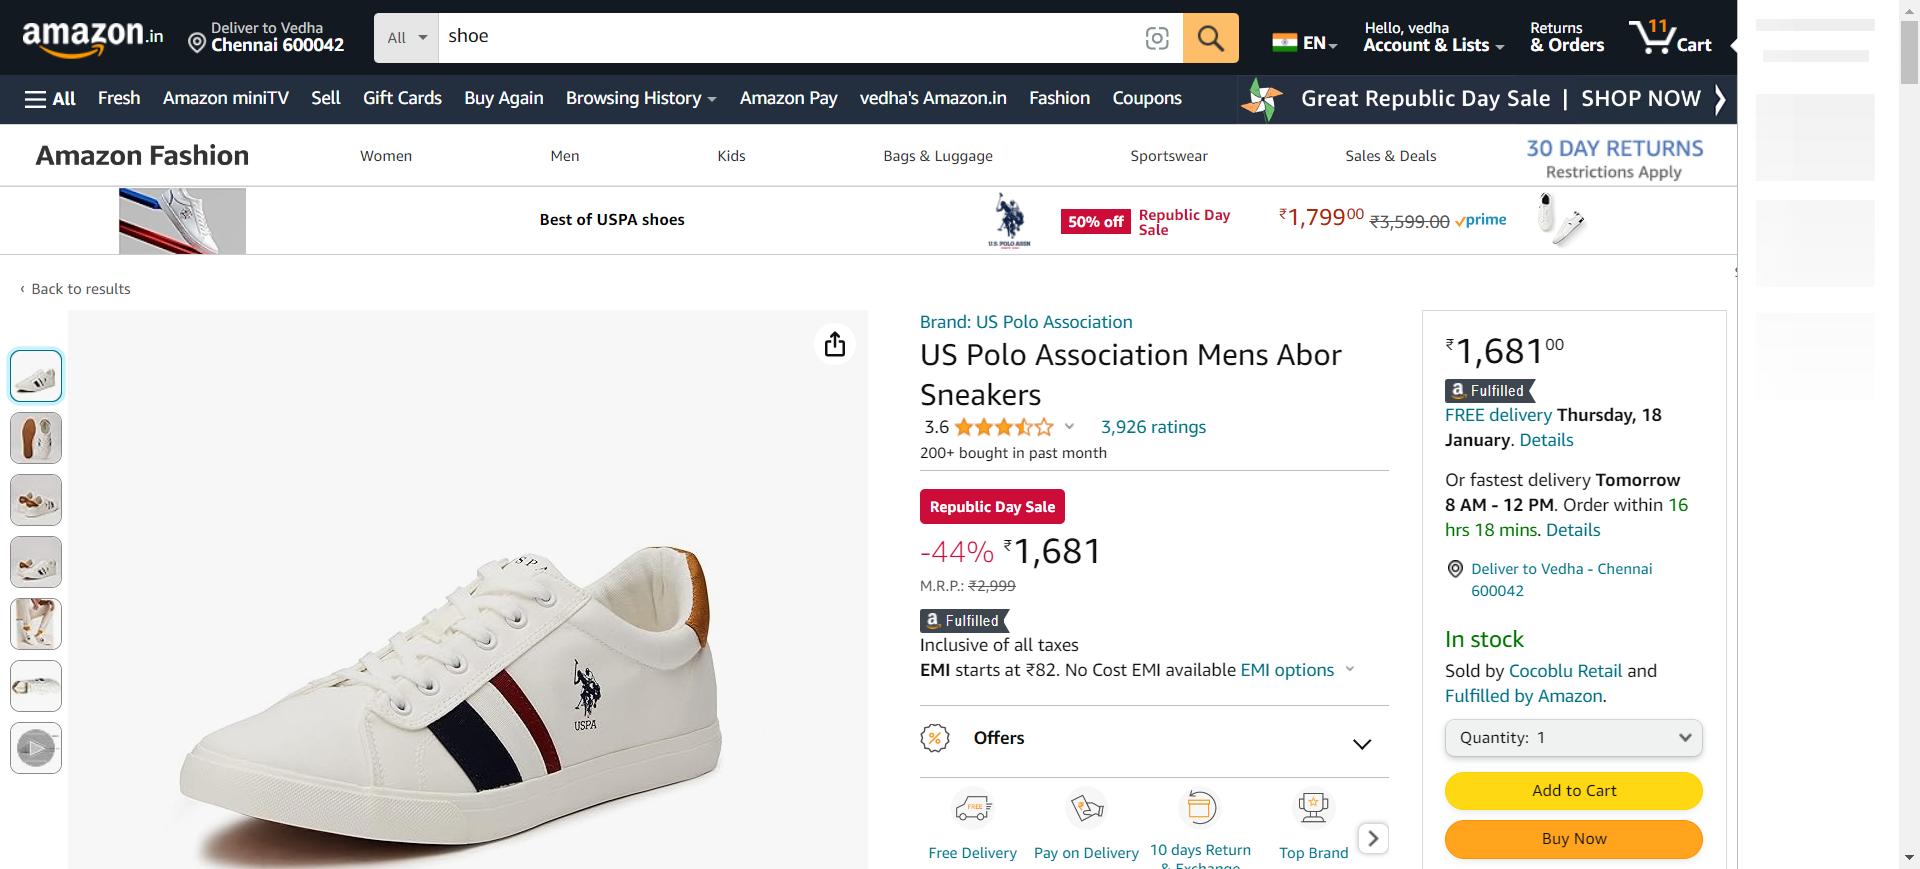 amazon.in
Deliver to Vedha
Chennai 600042
All
shoe
EN
Hello, vedha
Account & Lists
Returns
& Orders
11
Cart
All
Fresh
Amazon miniTV
Sell
Gift Cards
Buy Again
Browsing History
Amazon Pay
vedha's Amazon.in
Fashion
Coupons
Great Republic Day Sale | SHOP NOW
Amazon Fashion
Women
Men
Kids
Bags & Luggage
Sportswear
Sales & Deals
30 DAY RETURNS
Restrictions Apply
Best of USPA shoes
U.S. POLO ASSN
50% off
Republic Day
Sale
₹1,79900
₹3,599.00
prime
‹ Back to results
Brand: US Polo Association
US Polo Association Mens Abor
Sneakers
3.6
3,926 ratings
200+ bought in past month
Republic Day Sale
-44% ₹1,681
M.R.P.: ₹2,999
a Fulfilled
Inclusive of all taxes
EMI starts at ₹82. No Cost EMI available EMI options
% Offers
FREE
Free Delivery
Pay on Delivery
10 days Return
& Exchange
Top Brand
USPA
USPA
₹1,68100
a Fulfilled
FREE delivery Thursday, 18
January. Details
Or fastest delivery Tomorrow
8 AM - 12 PM. Order within 16
hrs 18 mins. Details
Deliver to Vedha - Chennai
600042
In stock
Sold by Cocoblu Retail and
Fulfilled by Amazon.
Quantity: 1
Add to Cart
Buy Now